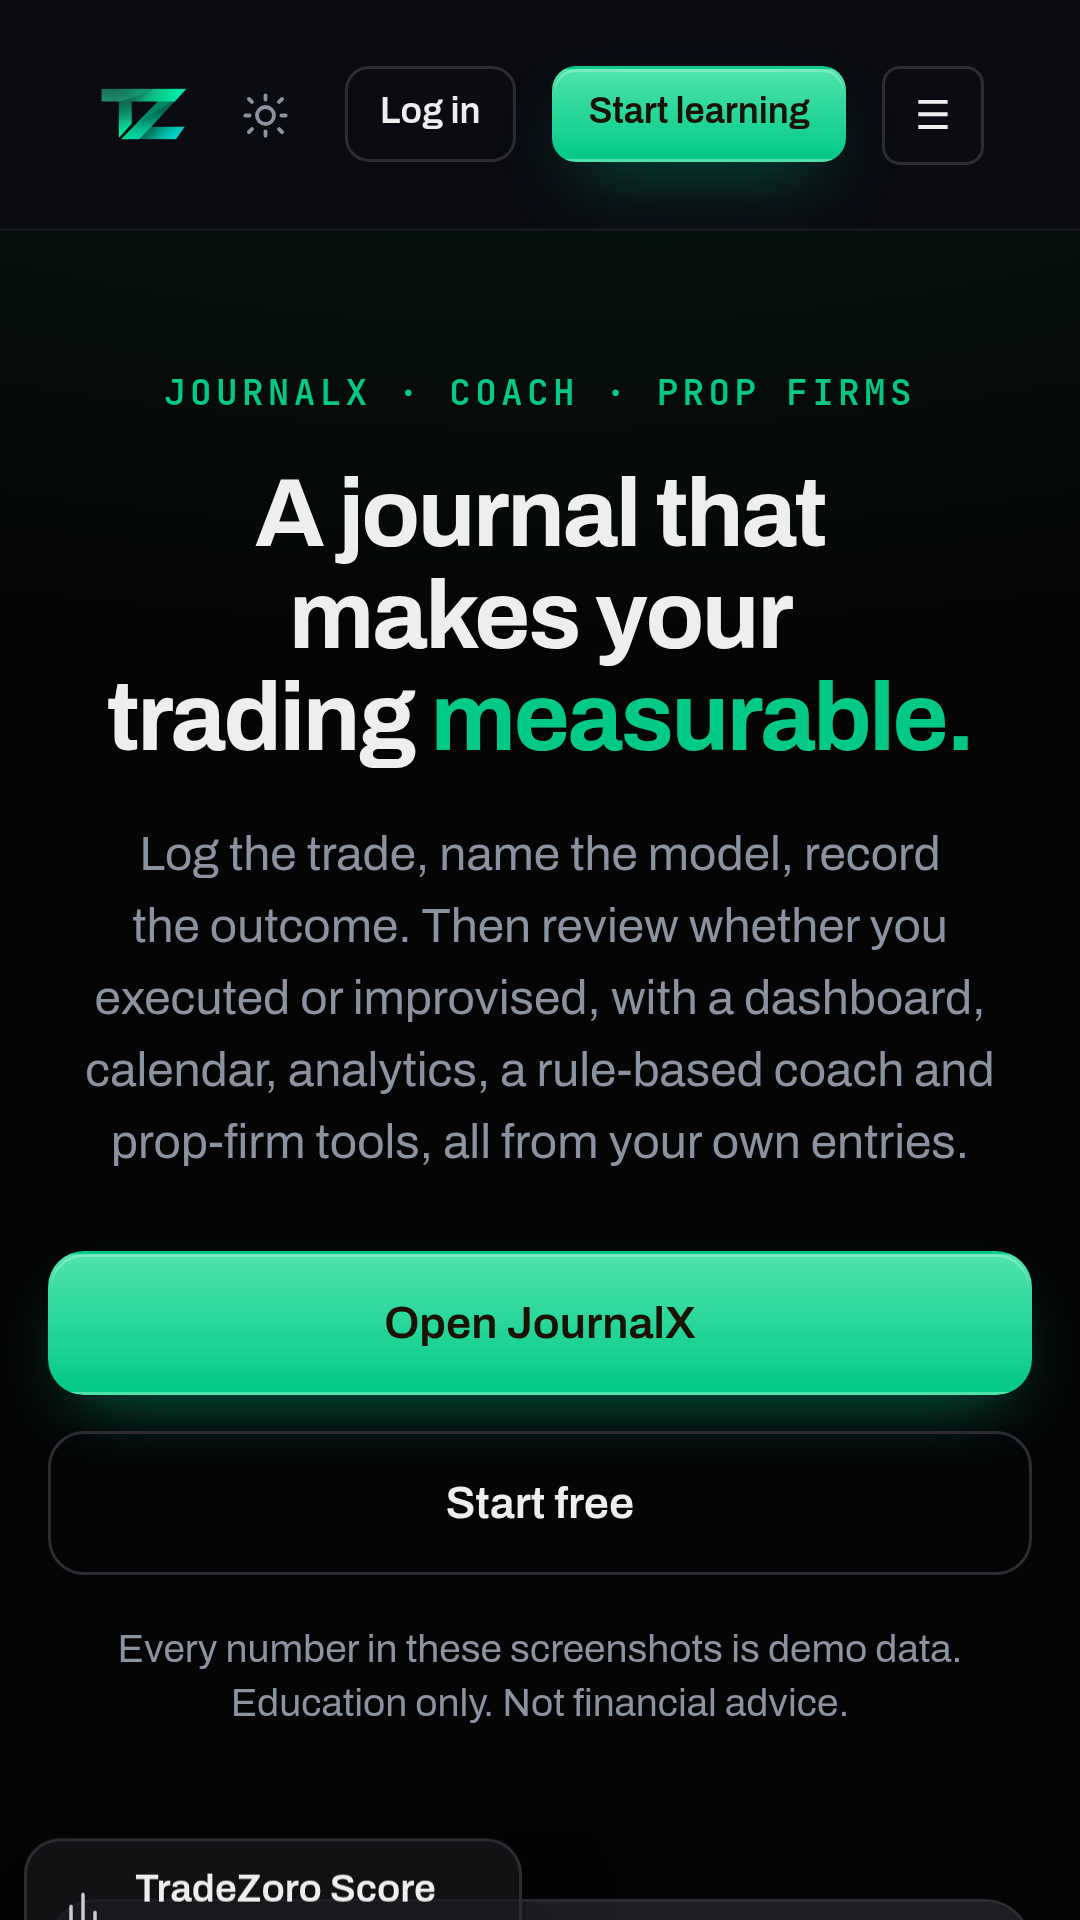 TZ
Log in
Start learning
JOURNALX · COACH · PROP FIRMS
A journal that
makes your
trading measurable.
Log the trade, name the model, record
the outcome. Then review whether you
executed or improvised, with a dashboard,
calendar, analytics, a rule-based coach and
prop-firm tools, all from your own entries.
Open JournalX
Start free
Every number in these screenshots is demo data.
Education only. Not financial advice.
TradeZoro Score